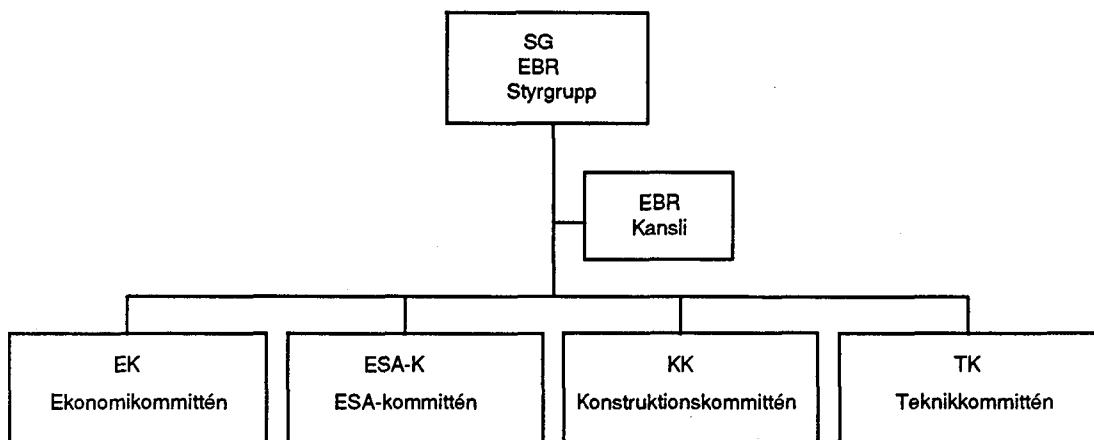 SG
EBR
Styrgrupp
EBR
Kansli
EK
Ekonomikommittén
ESA-K
ESA-kommittén
KK
Konstruktionskommittén
TK
Teknikkommittén